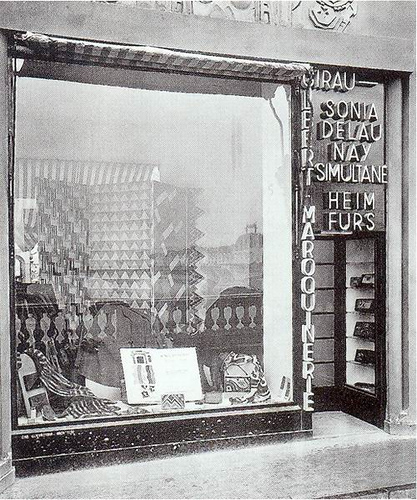 GIRAU
SONIA
DELAU
NAY
SIMULTANE
HEIM
FURS
MAROQUINERIE